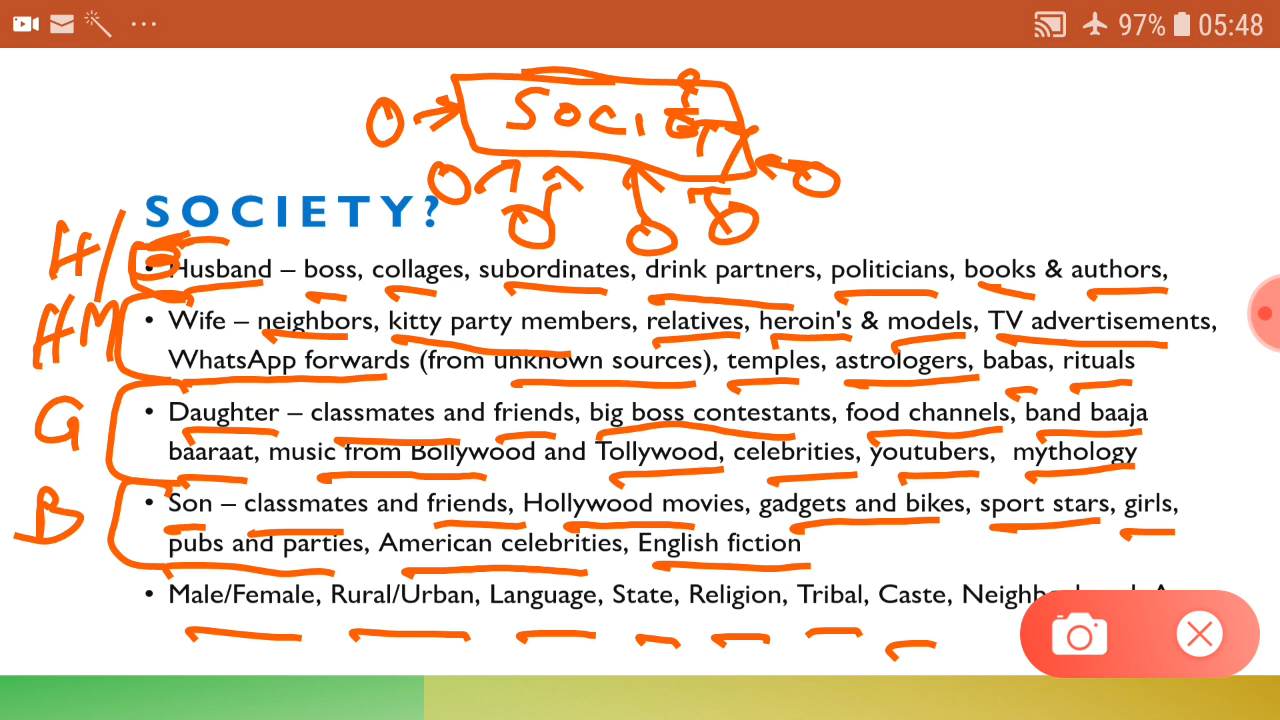 97% 05:48
SOCIETY
SOCIETY?
H/E
• Husband – boss, collages, subordinates, drink partners, politicians, books & authors,
HM
• Wife – neighbors, kitty party members, relatives, heroin's & models, TV advertisements,
WhatsApp forwards (from unknown sources), temples, astrologers, babas, rituals
G
• Daughter – classmates and friends, big boss contestants, food channels, band baaja
baaraat, music from Bollywood and Tollywood, celebrities, youtubers, mythology
B
• Son – classmates and friends, Hollywood movies, gadgets and bikes, sport stars, girls,
pubs and parties, American celebrities, English fiction
• Male/Female, Rural/Urban, Language, State, Religion, Tribal, Caste,